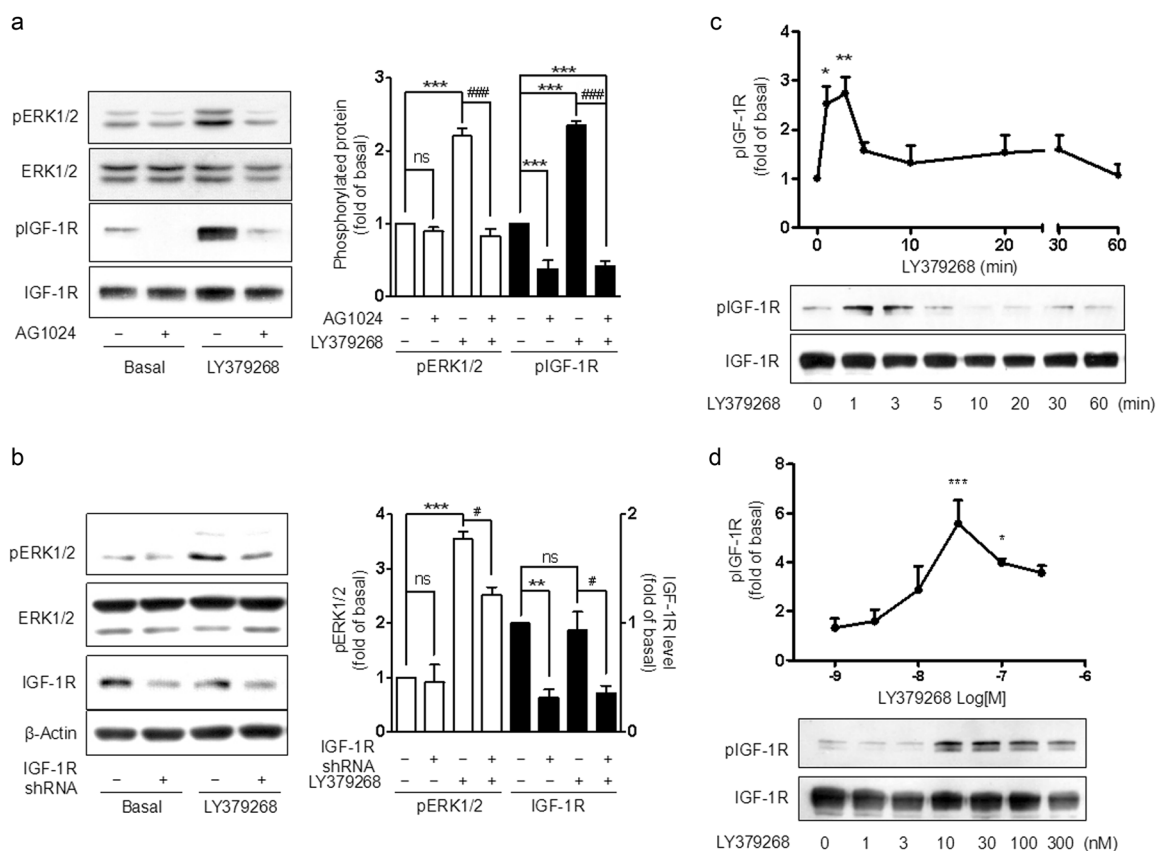 a
pERK1/2
ERK1/2
pIGF-1R
IGF-1R
AG1024 – + – +
Basal LY379268
Phosphorylated protein
(fold of basal)
3
2
1
0
***
###
ns
***
***
###
***
AG1024 – + – + – + – +
LY379268 – – + + – – + +
pERK1/2 pIGF-1R
b
pERK1/2
ERK1/2
IGF-1R
β-Actin
IGF-1R
shRNA – + – +
Basal LY379268
pERK1/2
(fold of basal)
4
3
2
1
0
***
#
ns
ns
**
#
2
1
0
IGF-1R level
(fold of basal)
IGF-1R
shRNA – + – + – + – +
LY379268 – – + + – – + +
pERK1/2 IGF-1R
c
pIGF-1R
(fold of basal)
4
3
2
1
0
* **
0 10 20 30 60
LY379268 (min)
pIGF-1R
IGF-1R
LY379268 0 1 3 5 10 20 30 60 (min)
d
pIGF-1R
(fold of basal)
8
6
4
2
0
***
*
-9 -8 -7 -6
LY379268 Log[M]
pIGF-1R
IGF-1R
LY379268 0 1 3 10 30 100 300 (nM)